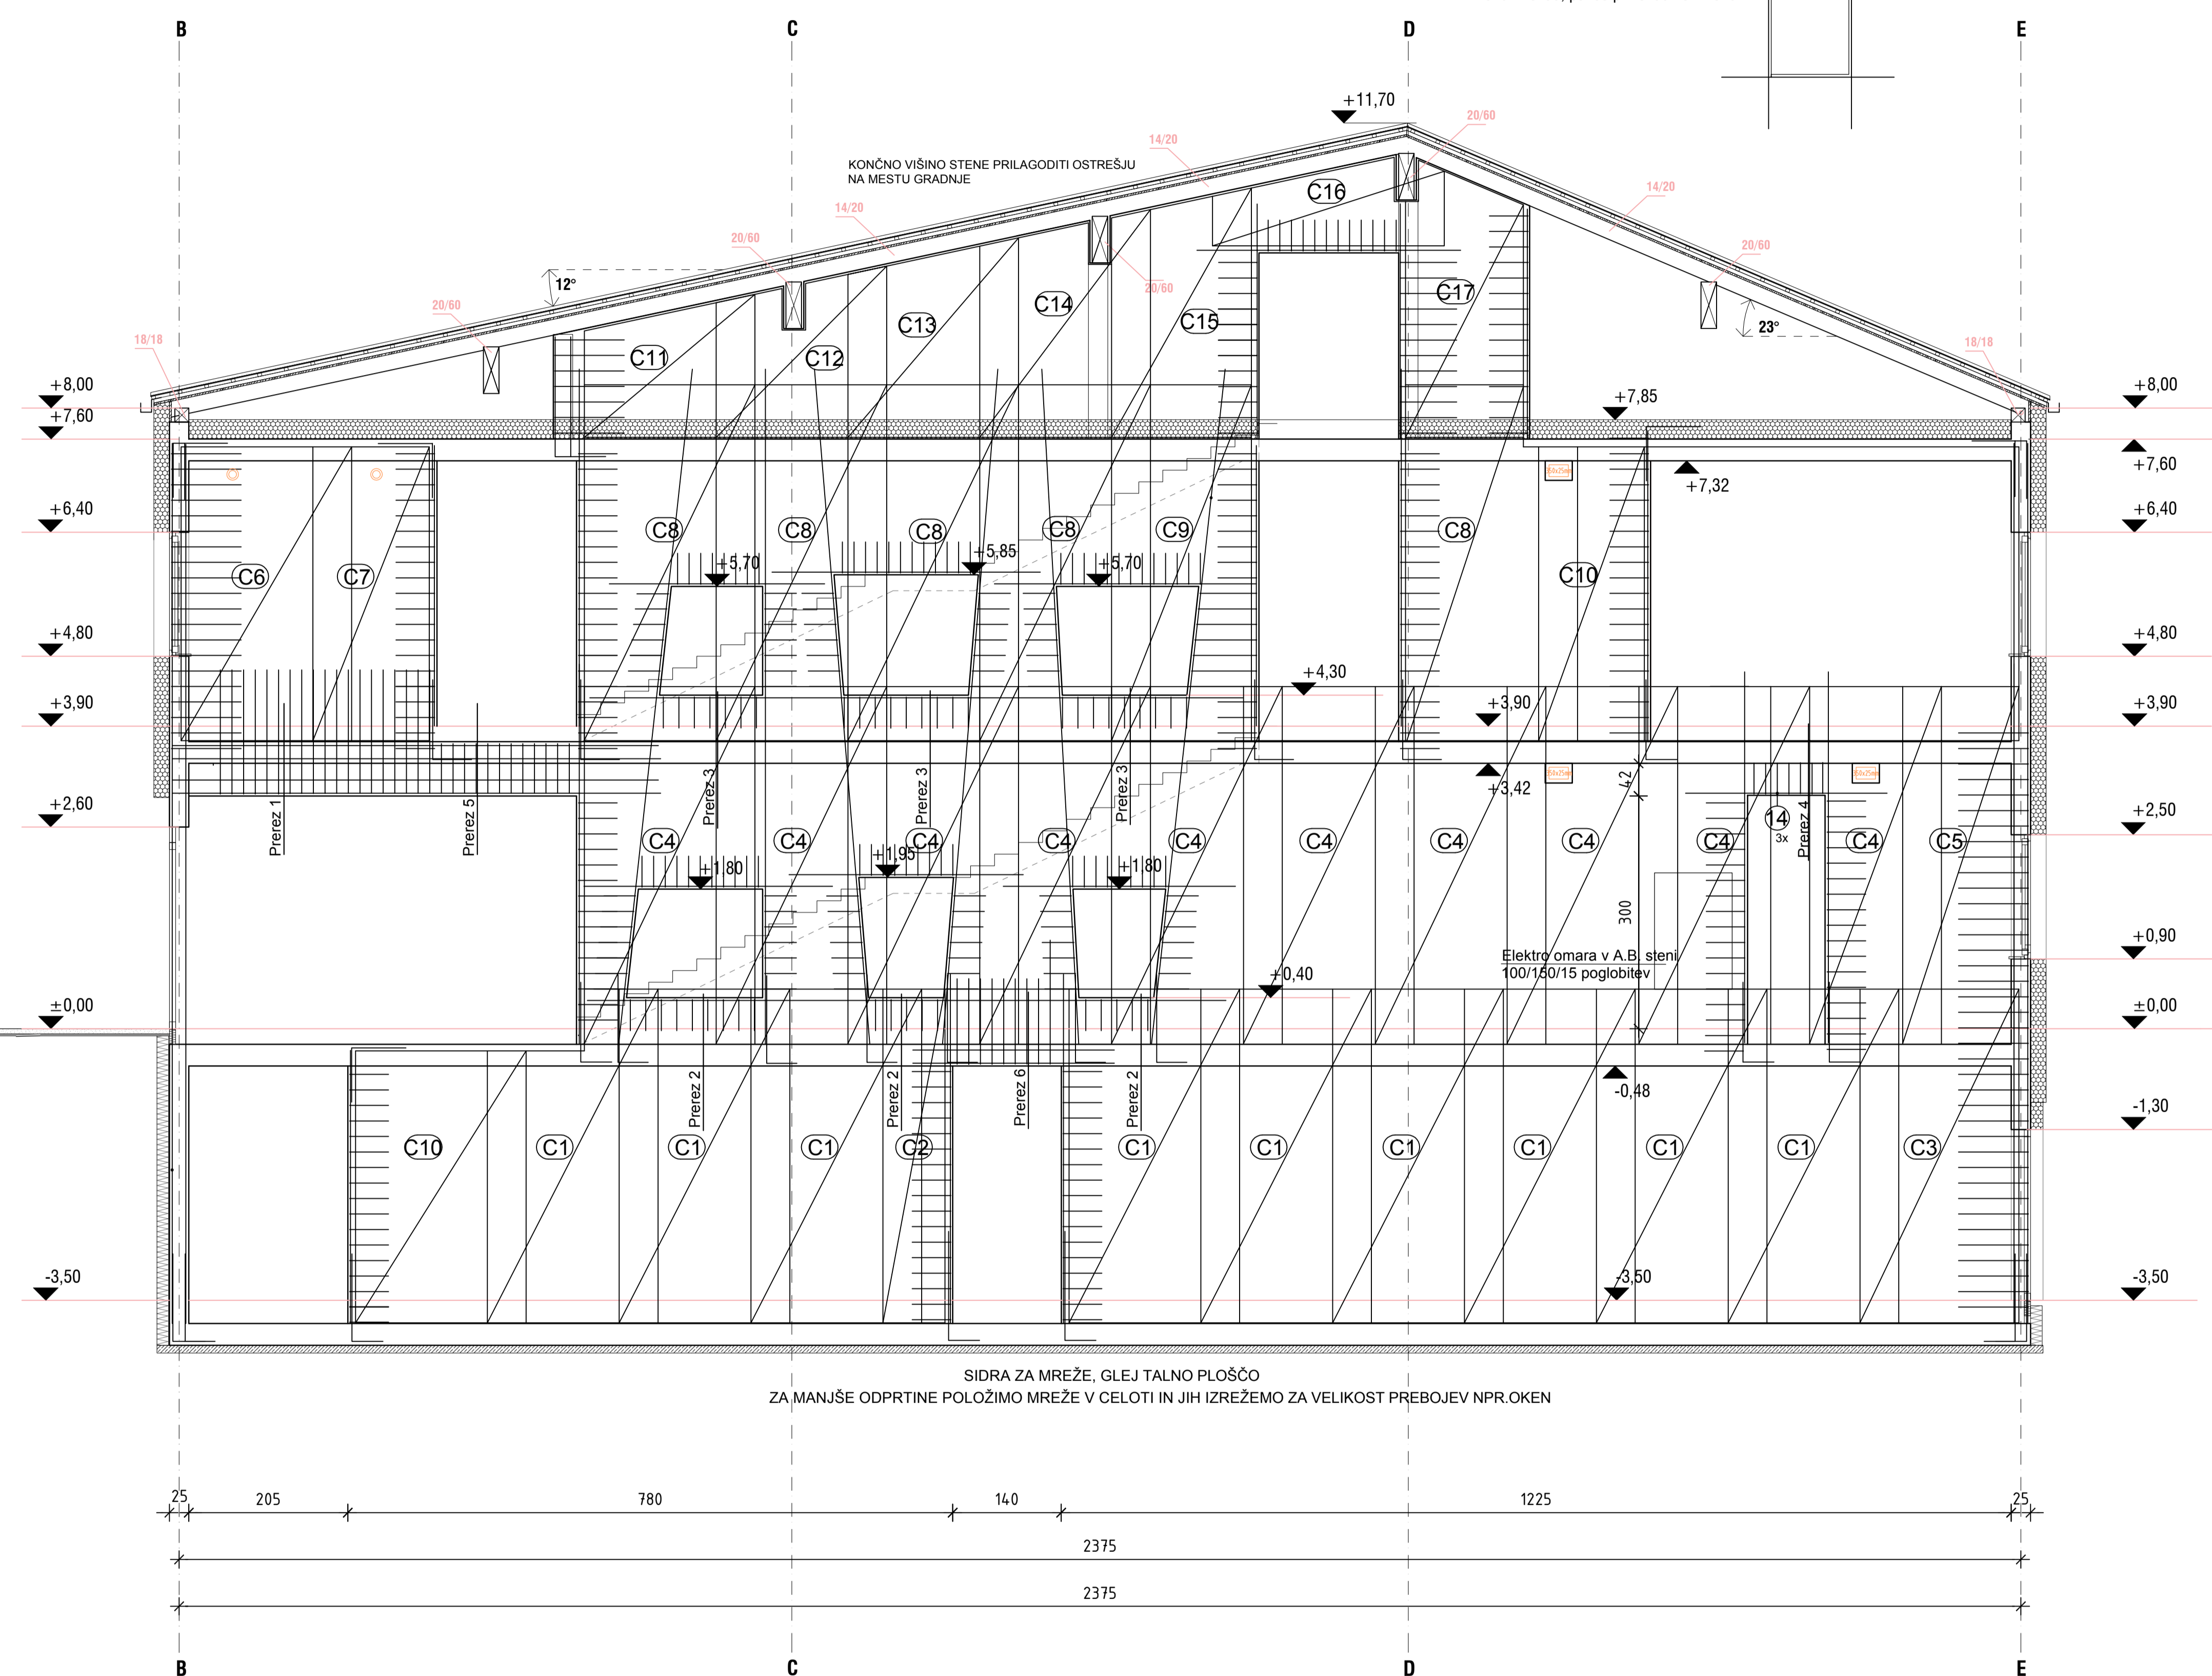 B C D E
+11,70
20/60
14/20
KONČNO VIŠINO STENE PRILAGODITI OSTREŠJU
NA MESTU GRADNJE
C16
14/20
14/20
20/60
20/60
12°
20/60
C17
20/60
C14
C15
C13
23°
18/18
C11
C12
18/18
+8,00
+7,85
+8,00
+7,60
+7,60
+7,32
+6,40
+6,40
C8 C8 C8 C8 C9 C8
C6 C7
+5,70
+5,85
+5,70
C10
+4,80
+4,80
+4,30
+3,90
+3,90
+3,90
Prerez 3
Prerez 3
Prerez 3
42
+3,42
+2,60
Prerez 1
Prerez 5
14
3x
Prerez 4
+2,50
C4 C4 C4 C4 C4 C4 C4 C4 C4 C4 C5
+1,80
+1,95
+1,80
300
Elektro omara v A.B. steni
100/150/15 poglobitev
+0,90
+0,40
±0,00
±0,00
Prerez 2
Prerez 2
Prerez 6
Prerez 2
-0,48
-1,30
C10 C1 C1 C1 C2 C1 C1 C1 C1 C1 C1 C3
-3,50
-3,50
-3,50
SIDRA ZA MREŽE, GLEJ TALNO PLOŠČO
ZA MANJŠE ODPRTINE POLOŽIMO MREŽE V CELOTI IN JIH IZREŽEMO ZA VELIKOST PREBOJEV NPR.OKEN
25 205 780 140 1225 25
2375
2375
B C D E